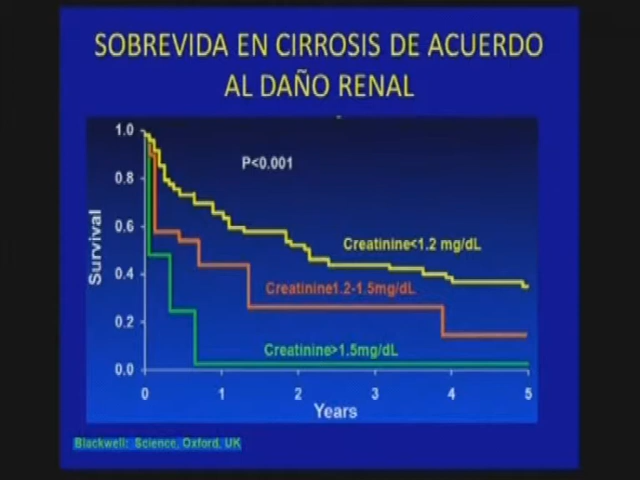 SOBREVIDA EN CIRROSIS DE ACUERDO
AL DAÑO RENAL
1.0
P<0.001
0.8
0.6
Creatinine<1.2 mg/dL
Survival
0.4
Creatinine1.2-1.5mg/dL
0.2
Creatinine>1.5mg/dL
0.0
0 1 2 3 4 5
Years
Blackwell: Science, Oxford, UK